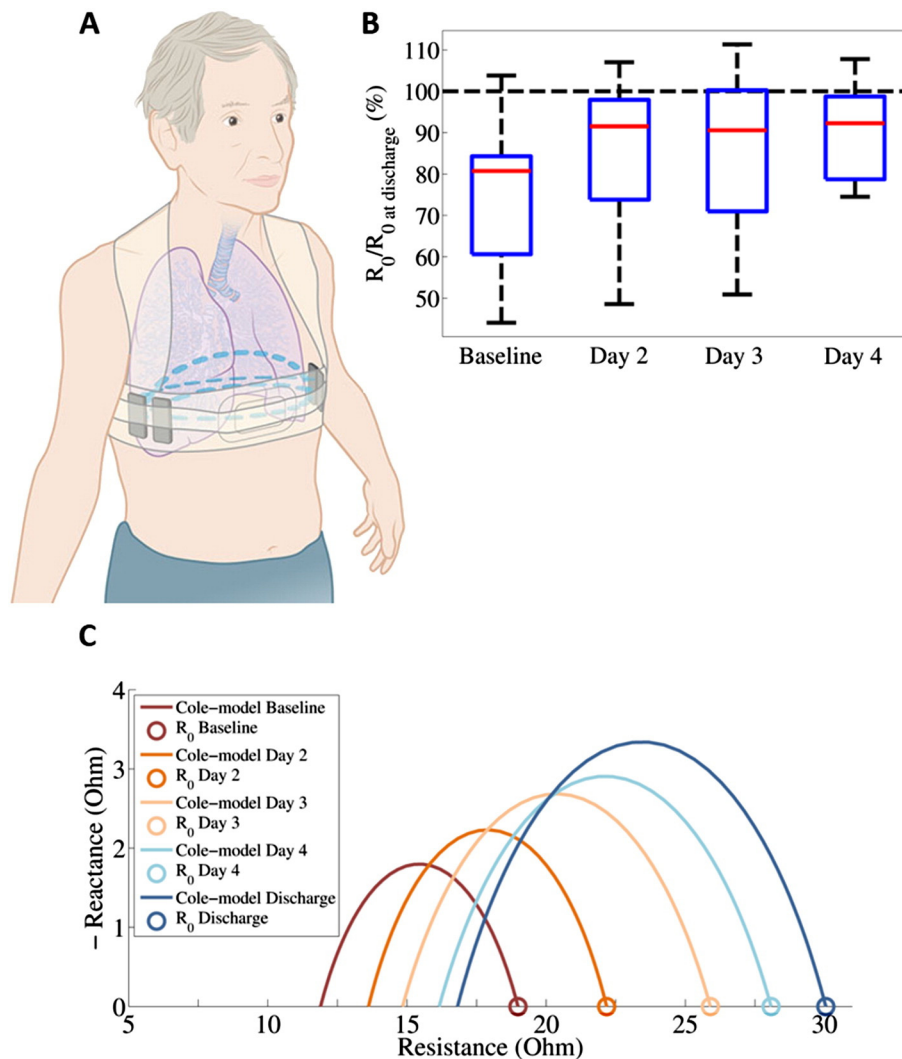 A
B
R0/R0 at discharge (%)
110
100
90
80
70
60
50
Baseline Day 2 Day 3 Day 4
C
− Reactance (Ohm)
4
3
2
1
0
Cole−model Baseline
R0 Baseline
Cole−model Day 2
R0 Day 2
Cole−model Day 3
R0 Day 3
Cole−model Day 4
R0 Day 4
Cole−model Discharge
R0 Discharge
5 10 15 20 25 30
Resistance (Ohm)